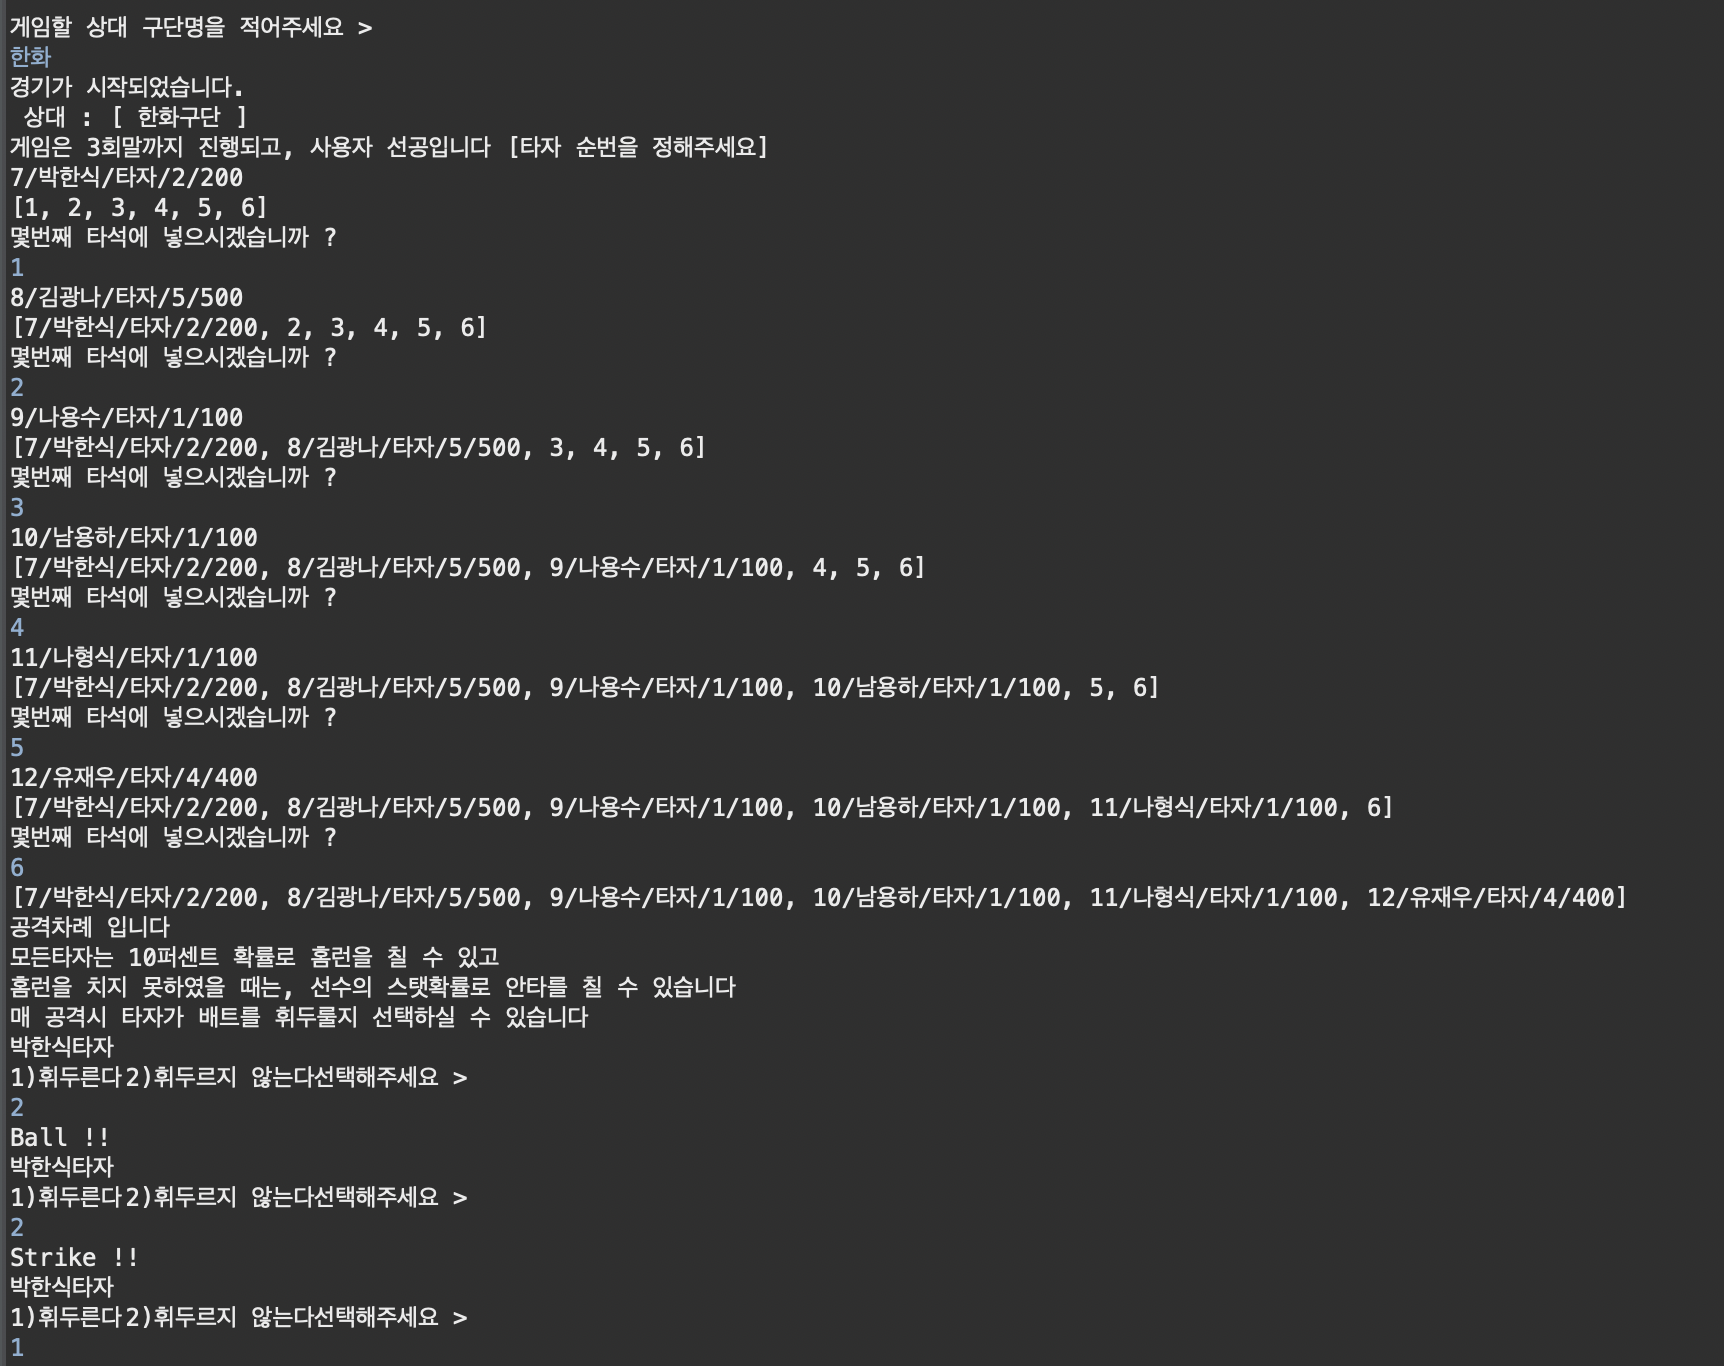 게임할 상대 구단명을 적어주세요 >
한화
경기가 시작되었습니다.
상대 : [ 한화구단 ]
게임은 3회말까지 진행되고, 사용자 선공입니다 [타자 순번을 정해주세요]
7/박한식/타자/2/200
[1, 2, 3, 4, 5, 6]
몇번째 타석에 넣으시겠습니까 ?
1
8/김광나/타자/5/500
[7/박한식/타자/2/200, 2, 3, 4, 5, 6]
몇번째 타석에 넣으시겠습니까 ?
2
9/나용수/타자/1/100
[7/박한식/타자/2/200, 8/김광나/타자/5/500, 3, 4, 5, 6]
몇번째 타석에 넣으시겠습니까 ?
3
10/남용하/타자/1/100
[7/박한식/타자/2/200, 8/김광나/타자/5/500, 9/나용수/타자/1/100, 4, 5, 6]
몇번째 타석에 넣으시겠습니까 ?
4
11/나형식/타자/1/100
[7/박한식/타자/2/200, 8/김광나/타자/5/500, 9/나용수/타자/1/100, 10/남용하/타자/1/100, 5, 6]
몇번째 타석에 넣으시겠습니까 ?
5
12/유재우/타자/4/400
[7/박한식/타자/2/200, 8/김광나/타자/5/500, 9/나용수/타자/1/100, 10/남용하/타자/1/100, 11/나형식/타자/1/100, 6]
몇번째 타석에 넣으시겠습니까 ?
6
[7/박한식/타자/2/200, 8/김광나/타자/5/500, 9/나용수/타자/1/100, 10/남용하/타자/1/100, 11/나형식/타자/1/100, 12/유재우/타자/4/400]
공격차례 입니다
모든타자는 10퍼센트 확률로 홈런을 칠 수 있고
홈런을 치지 못하였을 때는, 선수의 스탯확률로 안타를 칠 수 있습니다
매 공격시 타자가 배트를 휘두룰지 선택하실 수 있습니다
박한식타자
1)휘두른다2)휘두르지 않는다선택해주세요 >
2
Ball !!
박한식타자
1)휘두른다2)휘두르지 않는다선택해주세요 >
2
Strike !!
박한식타자
1)휘두른다2)휘두르지 않는다선택해주세요 >
1